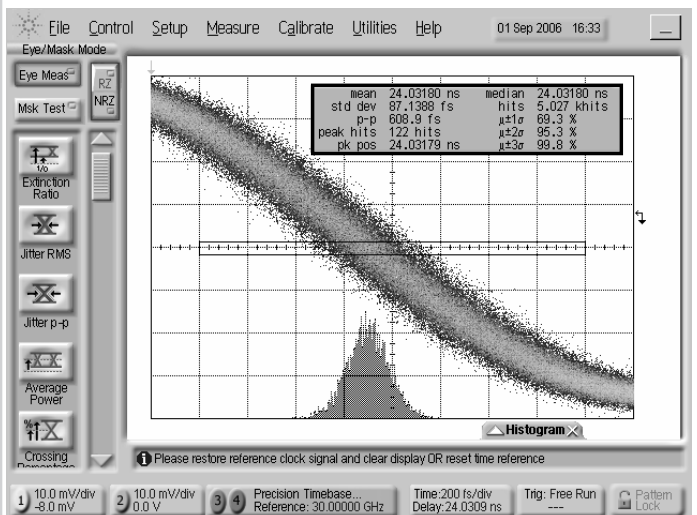 File Control Setup Measure Calibrate Utilities Help 01 Sep 2006 16:33
Eye/Mask Mode
Eye Meas
RZ
Msk Test
NRZ
mean 24.03180 ns median 24.03180 ns
std dev 87.1388 fs hits 5.027 khits
p-p 608.9 fs μ±1σ 69.3 %
peak hits 122 hits μ±2σ 95.3 %
pk pos 24.03179 ns μ±3σ 99.8 %
1/0
Extinction
Ratio
Jitter RMS
Jitter p-p
Average
Power
%
Crossing
Histogram
Please restore reference clock signal and clear display OR reset time reference
1 10.0 mV/div 2 10.0 mV/div 3 4 Precision Timebase... Time:200 fs/div Trig: Free Run Pattern
-8.0 mV 0.0 V Reference: 30.00000 GHz Delay:24.0309 ns --- Lock